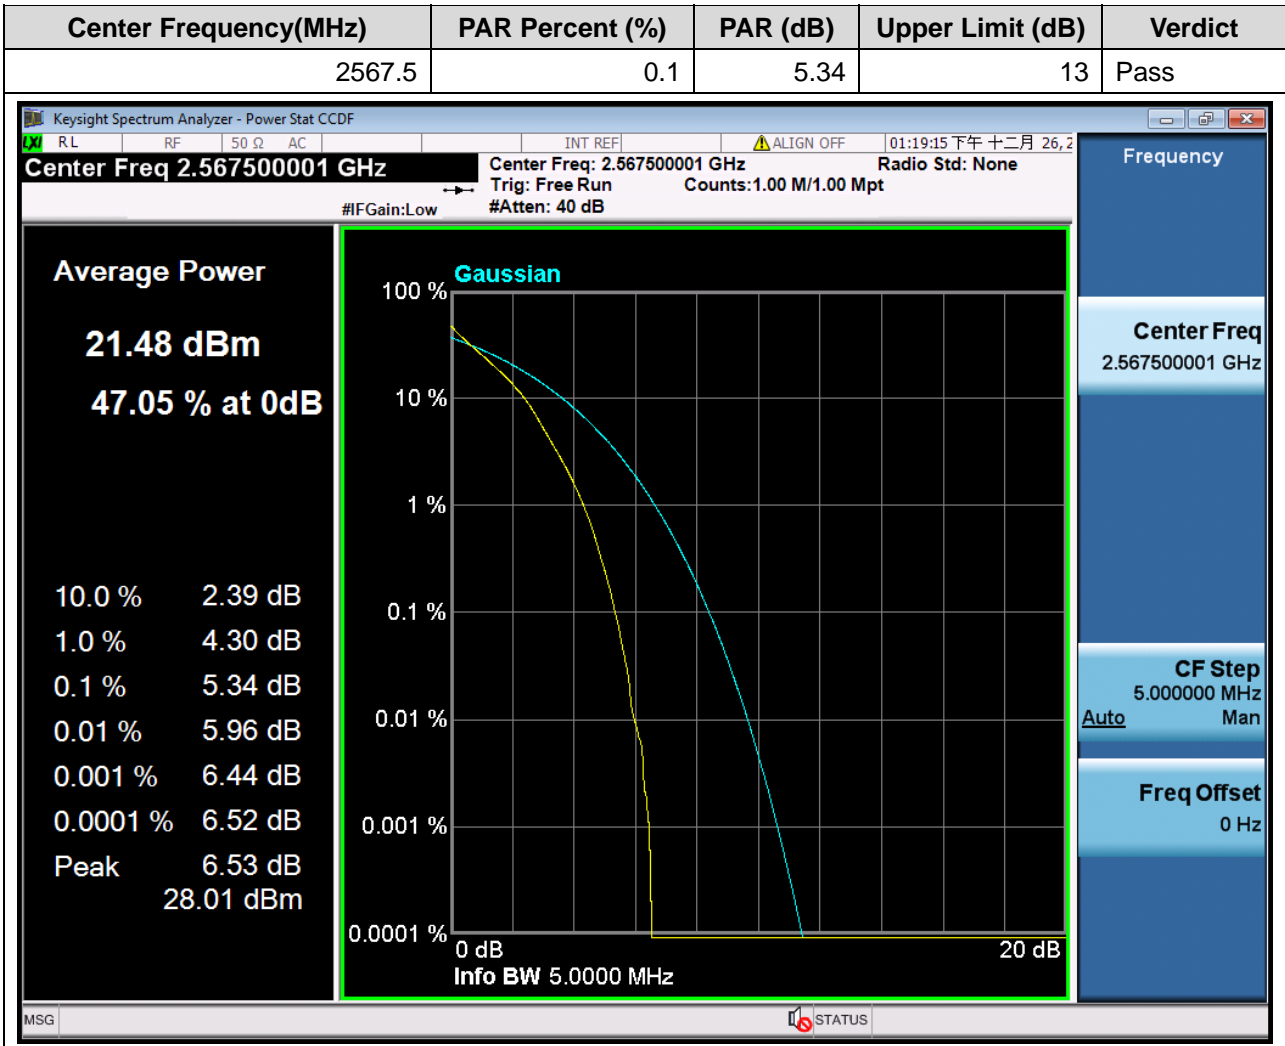 Center Frequency(MHz) PAR Percent (%) PAR (dB) Upper Limit (dB) Verdict
2567.5 0.1 5.34 13 Pass
Keysight Spectrum Analyzer - Power Stat CCDF
LXI RL RF 50 Ω AC INT REF ALIGN OFF 01:19:15 下午 十二月 26, 2
Center Freq 2.567500001 GHz
Center Freq: 2.567500001 GHz Radio Std: None
Trig: Free Run Counts:1.00 M/1.00 Mpt
#IFGain:Low #Atten: 40 dB
Average Power
21.48 dBm
47.05 % at 0dB
10.0 % 2.39 dB
1.0 % 4.30 dB
0.1 % 5.34 dB
0.01 % 5.96 dB
0.001 % 6.44 dB
0.0001 % 6.52 dB
Peak 6.53 dB
28.01 dBm
Gaussian
100 %
10 %
1 %
0.1 %
0.01 %
0.001 %
0.0001 %
0 dB 20 dB
Info BW 5.0000 MHz
Frequency
Center Freq
2.567500001 GHz
CF Step
5.000000 MHz
Auto Man
Freq Offset
0 Hz
MSG STATUS